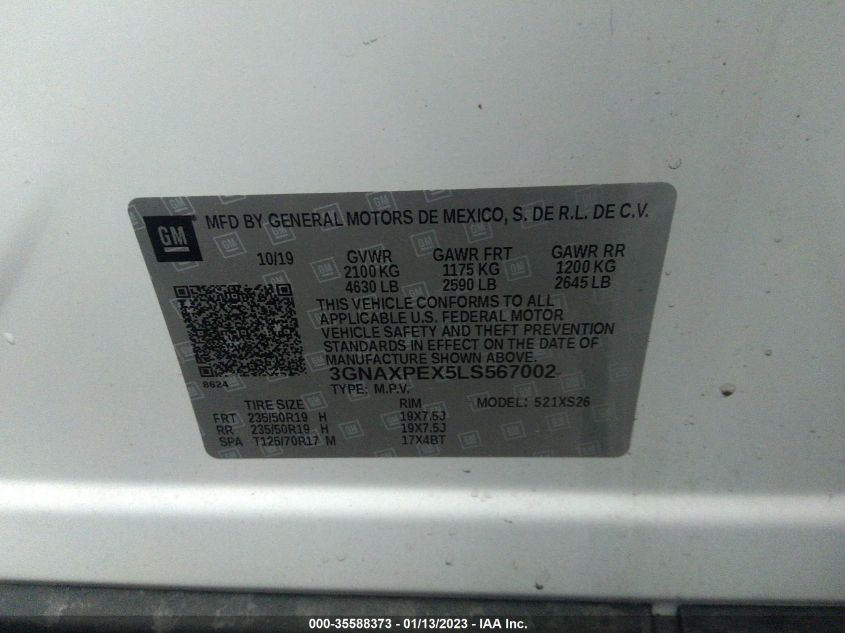 GM
MFD BY GENERAL MOTORS DE MEXICO, S. DE R.L. DE C.V.
10/19 GVWR GAWR FRT GAWR RR
2100 KG 1175 KG 1200 KG
4630 LB 2590 LB 2645 LB
THIS VEHICLE CONFORMS TO ALL
APPLICABLE U.S. FEDERAL MOTOR
VEHICLE SAFETY AND THEFT PREVENTION
STANDARDS IN EFFECT ON THE DATE OF
MANUFACTURE SHOWN ABOVE.
8624
3GNAXPEX5LS567002
TYPE: M.P.V.
TIRE SIZE RIM MODEL: 521XS26
FRT 235/50R19 H 19X7.5J
RR 235/50R19 H 19X7.5J
SPA T125/70R17 M 17X4BT
000-35588373 - 01/13/2023 - IAA Inc.